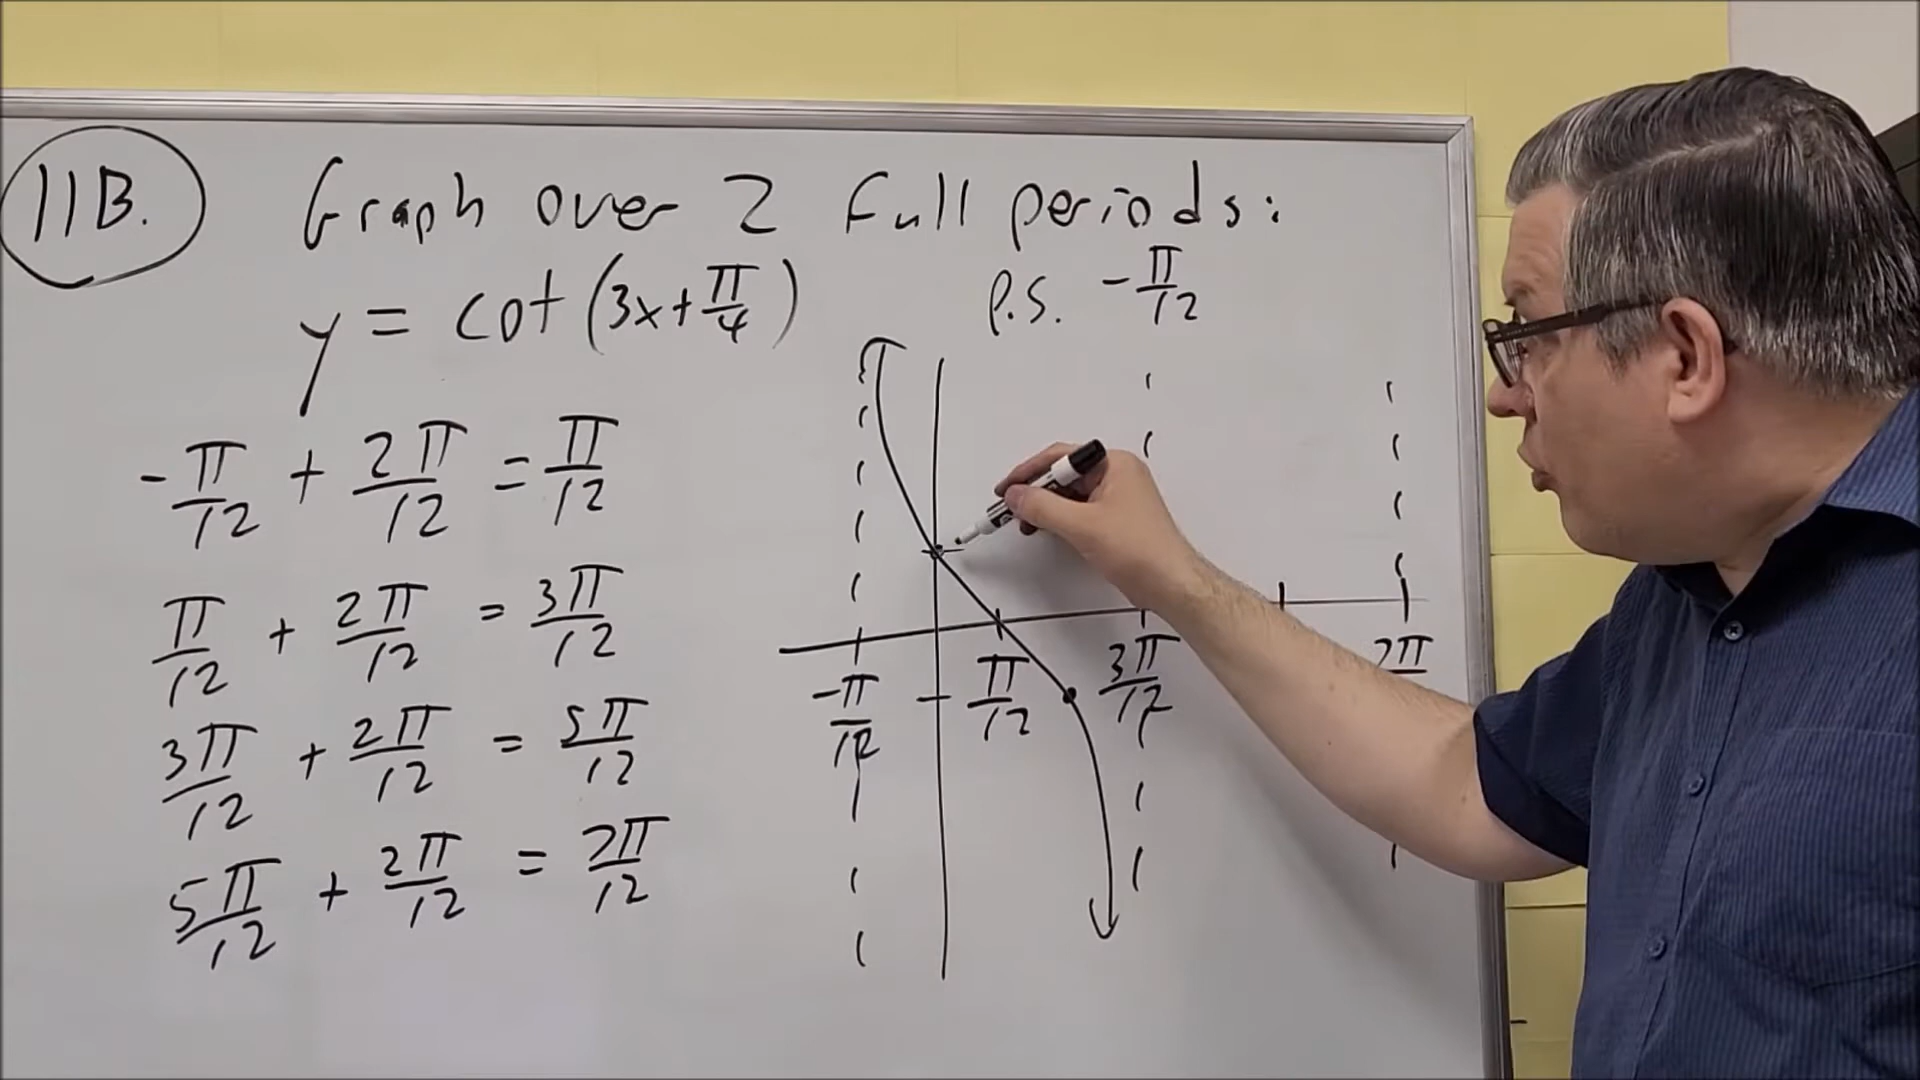 11B. Graph over 2 full periods:
y = cot(3x+π/4)
P.S. -π/12
-π/12 + 2π/12 = π/12
π/12 + 2π/12 = 3π/12
3π/12 + 2π/12 = 5π/12
5π/12 + 2π/12 = 7π/12
-π/12 π/12 3π/12 7π